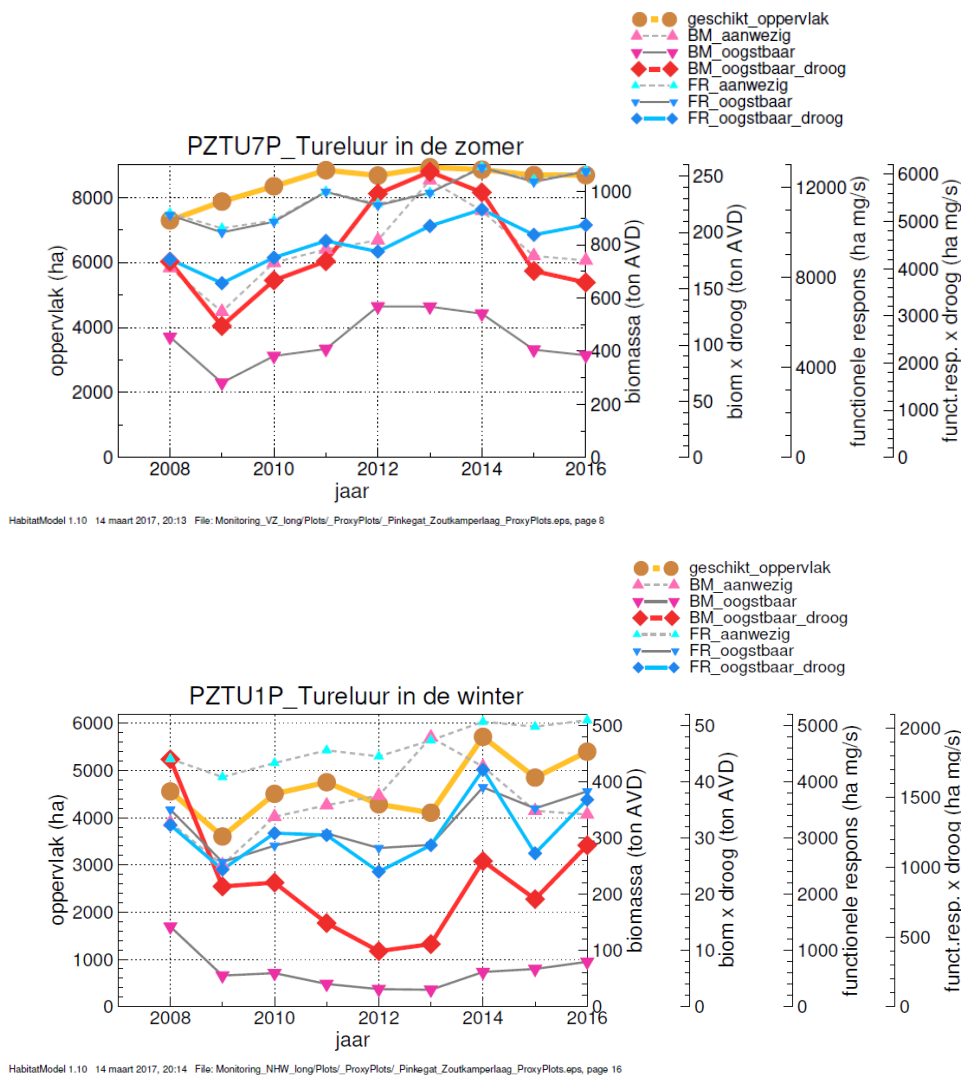 geschikt_oppervlak
BM_aanwezig
BM_oogstbaar
BM_oogstbaar_droog
FR_aanwezig
FR_oogstbaar
FR_oogstbaar_droog
PZTU7P_Tureluur in de zomer
oppervlak (ha)
0
2000
4000
6000
8000
2008
2010
2012
2014
2016
jaar
0
200
400
600
800
1000
biomassa (ton AVD)
0
50
100
150
200
250
biom x droog (ton AVD)
0
4000
8000
12000
functionele respons (ha mg/s)
0
1000
2000
3000
4000
5000
6000
funct.resp. x droog (ha mg/s)
HabitatModel 1.10 14 maart 2017, 20:13 File: Monitoring_VZ_long/Plots/_ProxyPlots/_Pinkegat_Zoutkamperlaag_ProxyPlots.eps, page 8
geschikt_oppervlak
BM_aanwezig
BM_oogstbaar
BM_oogstbaar_droog
FR_aanwezig
FR_oogstbaar
FR_oogstbaar_droog
PZTU1P_Tureluur in de winter
oppervlak (ha)
0
1000
2000
3000
4000
5000
6000
2008
2010
2012
2014
2016
jaar
0
100
200
300
400
500
biomassa (ton AVD)
0
10
20
30
40
50
biom x droog (ton AVD)
0
1000
2000
3000
4000
5000
functionele respons (ha mg/s)
0
500
1000
1500
2000
funct.resp. x droog (ha mg/s)
HabitatModel 1.10 14 maart 2017, 20:14 File: Monitoring_NHW_long/Plots/_ProxyPlots/_Pinkegat_Zoutkamperlaag_ProxyPlots.eps, page 16